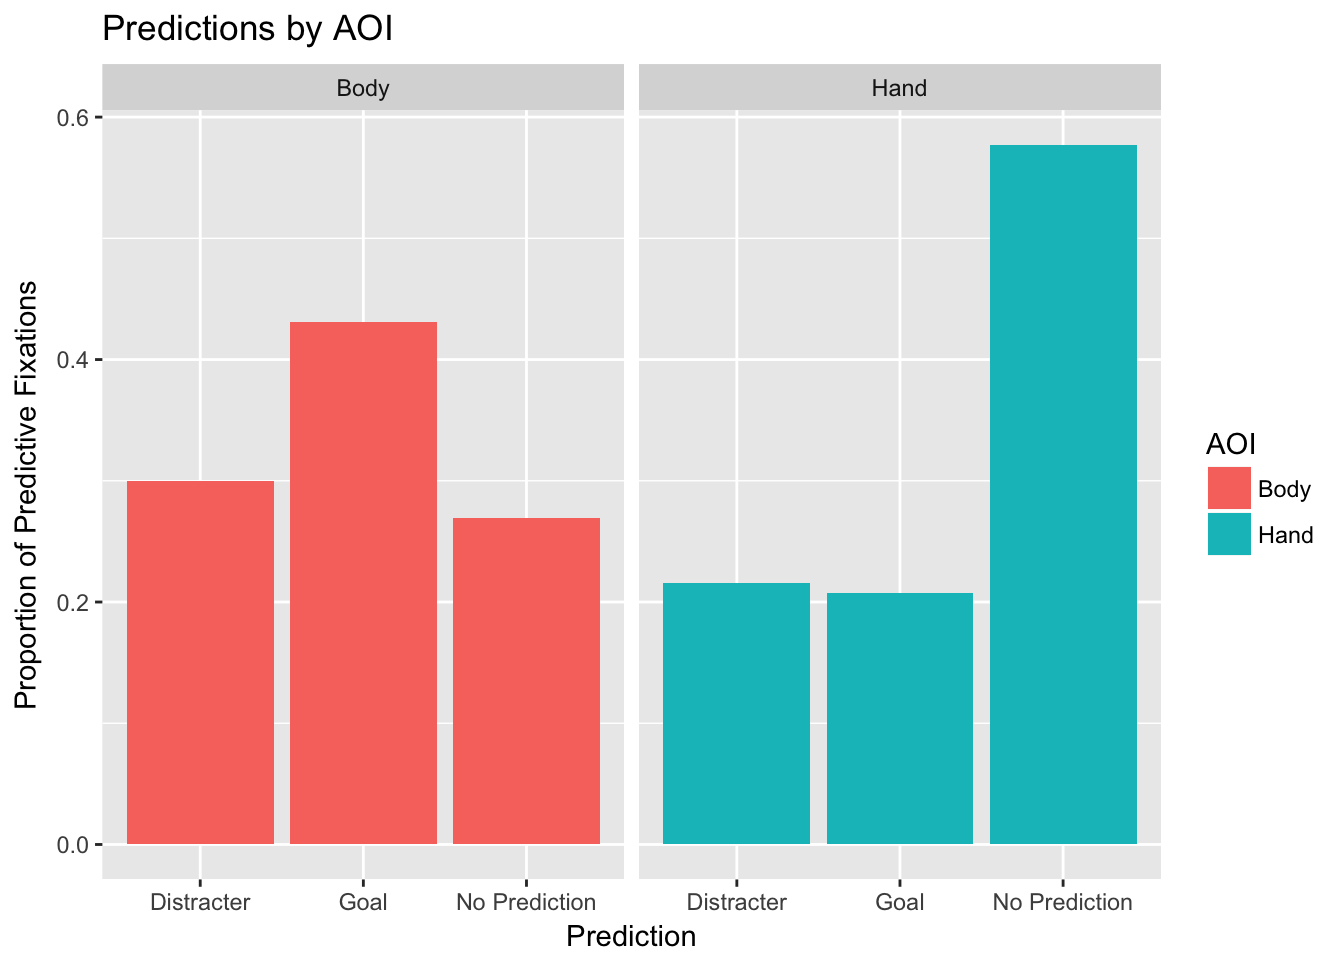 Predictions by AOI
Body
Hand
Proportion of Predictive Fixations
0.6
0.4
0.2
0.0
Distracter
Goal
No Prediction
Distracter
Goal
No Prediction
Prediction
AOI
Body
Hand